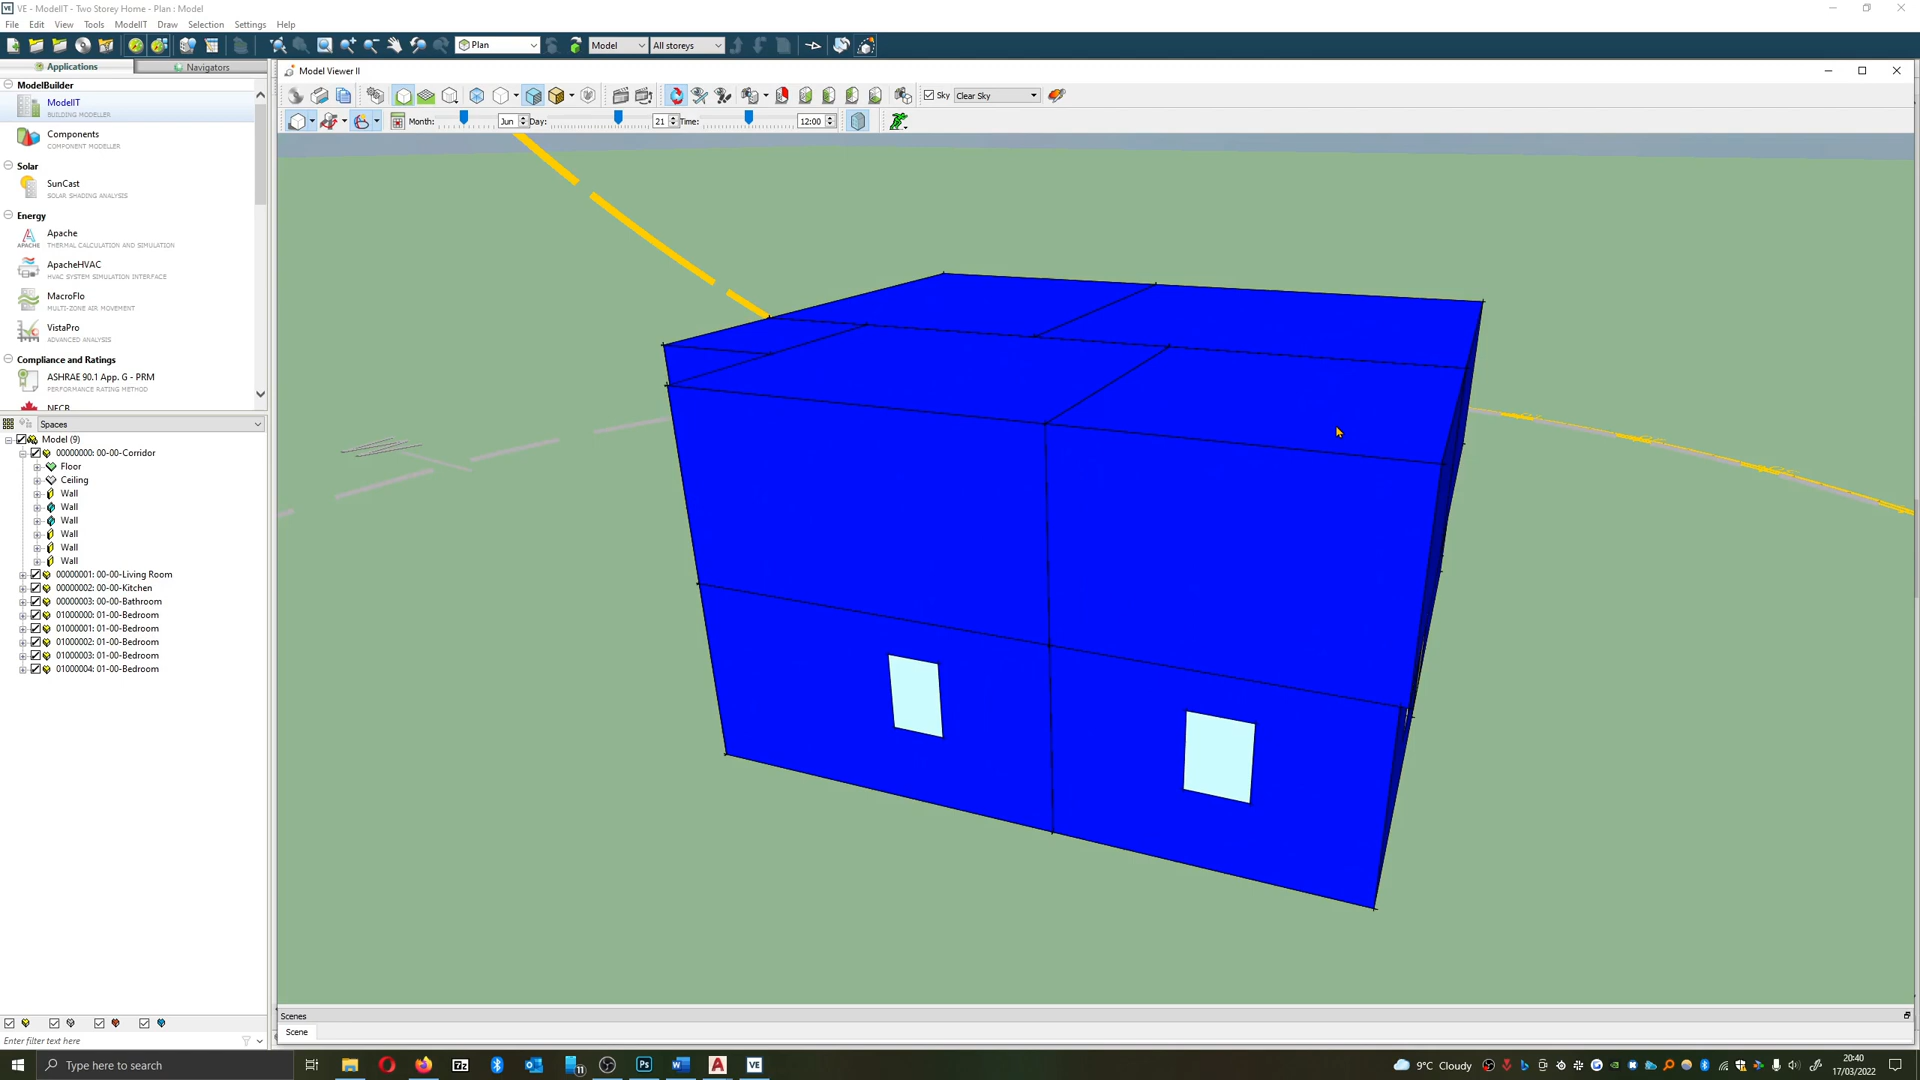 VE - ModelIT - Two Storey Home - Plan : Model
File Edit View Tools ModelIT Draw Selection Settings Help
Plan Model All storeys
Applications Navigators
Model Viewer II
ModelBuilder
ModelIT
BUILDING MODELLER
Components
COMPONENT MODELLER
Solar
SunCast
SOLAR SHADING ANALYSIS
Energy
Apache
THERMAL CALCULATION AND SIMULATION
APACHE
ApacheHVAC
HVAC SYSTEM SIMULATION INTERFACE
MacroFlo
MULTI-ZONE AIR MOVEMENT
VistaPro
ADVANCED ANALYSIS
Compliance and Ratings
ASHRAE 90.1 App. G - PRM
PERFORMANCE RATING METHOD
NECB
Sky Clear Sky
Month: Jun Day: 21 Time: 12:00
Spaces
Model (9)
00000000: 00-00-Corridor
Floor
Ceiling
Wall
Wall
Wall
Wall
Wall
Wall
00000001: 00-00-Living Room
00000002: 00-00-Kitchen
00000003: 00-00-Bathroom
01000000: 01-00-Bedroom
01000001: 01-00-Bedroom
01000002: 01-00-Bedroom
01000003: 01-00-Bedroom
01000004: 01-00-Bedroom
Enter filter text here
Scenes
Scene
Type here to search
11
Ps
VE
9°C Cloudy
20:40
17/03/2022